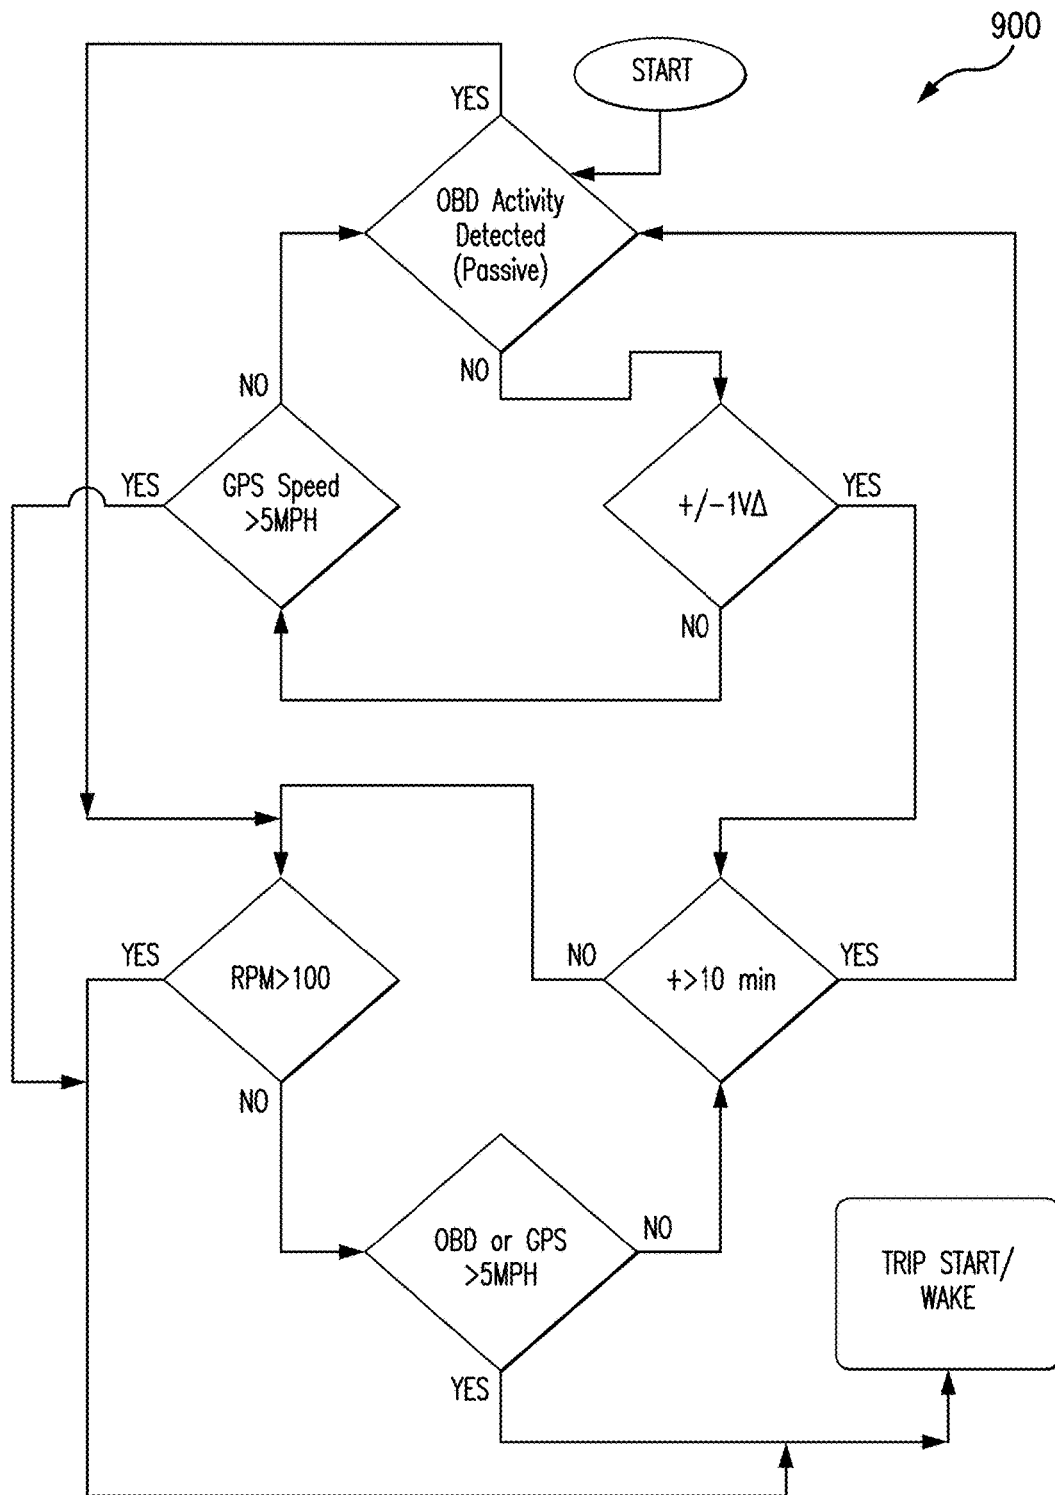 900
START
YES
OBD Activity
Detected
(Passive)
NO
NO
YES
GPS Speed
>5MPH
+/-1VΔ
YES
NO
YES
RPM>100
NO
NO
+>10 min
YES
OBD or GPS
>5MPH
NO
YES
TRIP START/
WAKE